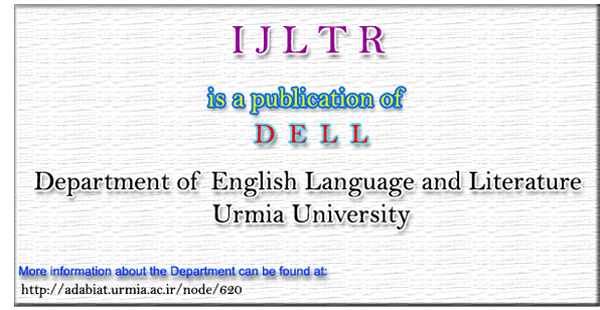 I J L T R
is a publication of
D E L L
Department of English Language and Literature
Urmia University
More information about the Department can be found at:
http://adabiat.urmia.ac.ir/node/620